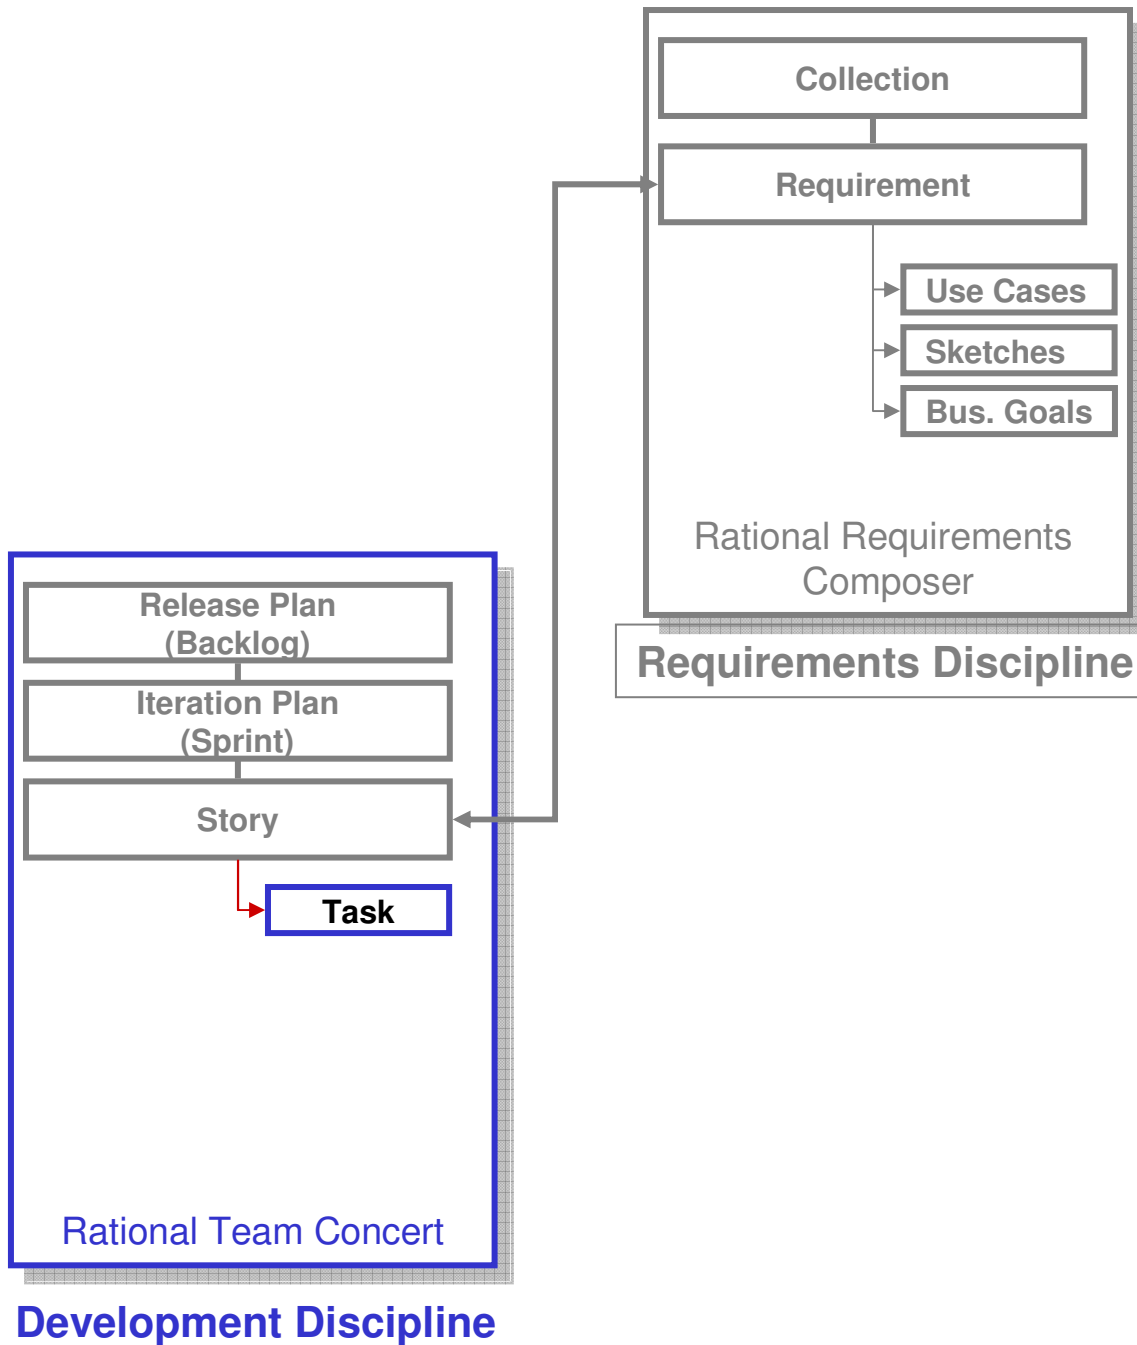 Collection
Requirement
Use Cases
Sketches
Bus. Goals
Rational Requirements
Composer
Requirements Discipline
Release Plan
(Backlog)
Iteration Plan
(Sprint)
Story
Task
Rational Team Concert
Development Discipline